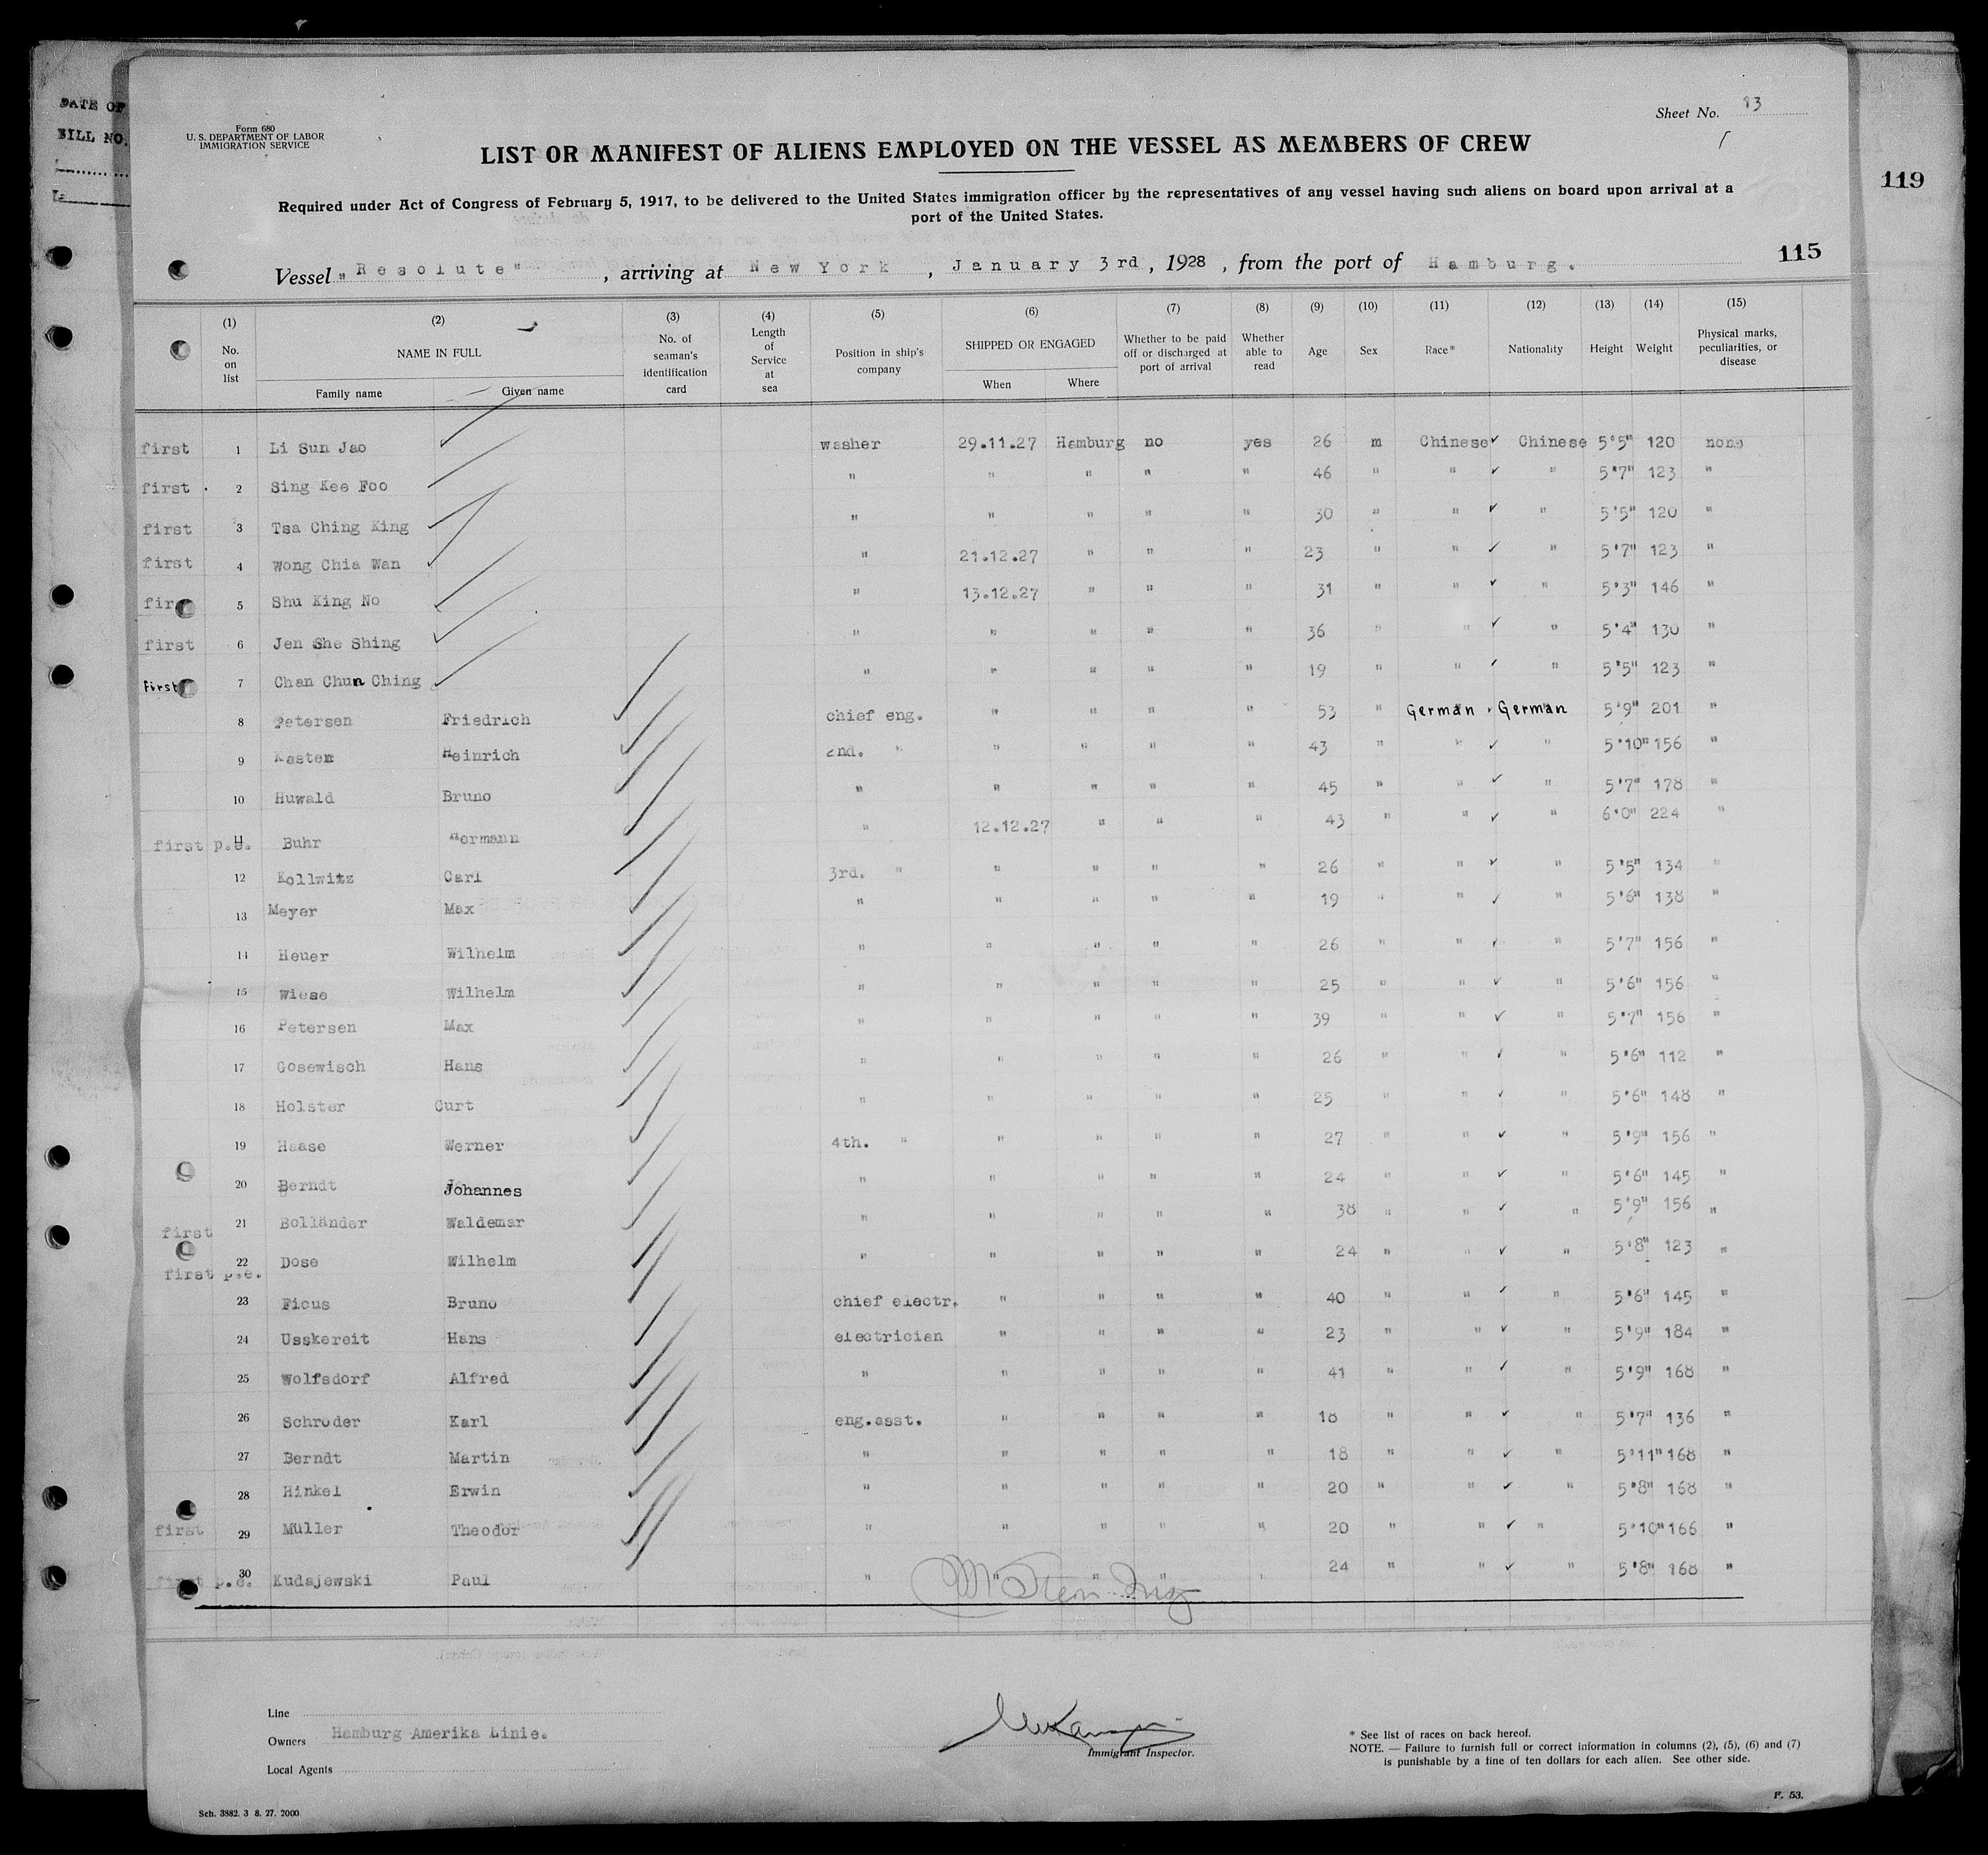 DATE OF
BILL NO.
Form 680
U. S. DEPARTMENT OF LABOR
IMMIGRATION SERVICE
Sheet No. 83
LIST OR MANIFEST OF ALIENS EMPLOYED ON THE VESSEL AS MEMBERS OF CREW
119
Required under Act of Congress of February 5, 1917, to be delivered to the United States immigration officer by the representatives of any vessel having such aliens on board upon arrival at a
port of the United States.
115
Vessel "Resolute", arriving at New York, January 3rd, 1928, from the port of Hamburg.
(1) (2) (3) (4) (5) (6) (7) (8) (9) (10) (11) (12) (13) (14) (15)
No. on list NAME IN FULL Family name Given name No. of seaman's identification card Length of Service at sea Position in ship's company SHIPPED OR ENGAGED When Where Whether to be paid off or discharged at port of arrival Whether able to read Age Sex Race* Nationality Height Weight Physical marks, peculiarities, or disease
first 1 Li Sun Jao washer 29.11.27 Hamburg no yes 26 m Chinese Chinese 5'5" 120 none
first 2 Sing Kee Foo " " " " " 46 " " " 5'7" 123 "
first 3 Tsa Ching King " " " " " 30 " " " 5'5" 120 "
first 4 Wong Chia Wan " 21.12.27 " " " 23 " " " 5'7" 123 "
first 5 Shu King No " 13.12.27 " " " 31 " " " 5'3" 146 "
first 6 Jen She Shing " " " " " 36 " " " 5'4" 130 "
first 7 Chan Chun Ching " " " " " 19 " " " 5'5" 123 "
8 Petersen Friedrich chief eng. " " " " 53 " German German 5'9" 201 "
9 Kasten Heinrich 2nd. " " " " " 43 " " " 5'10" 156 "
10 Huwald Bruno " " " " " 45 " " " 5'7" 178 "
first p.e. 11 Buhr Hermann " 12.12.27 " " " 43 " " " 6'0" 224 "
12 Kollwitz Carl 3rd. " " " " " 26 " " " 5'5" 134 "
13 Meyer Max " " " " " 19 " " " 5'6" 138 "
14 Heuer Wilhelm " " " " " 26 " " " 5'7" 156 "
15 Wiese Wilhelm " " " " " 25 " " " 5'6" 156 "
16 Petersen Max " " " " " 39 " " " 5'7" 156 "
17 Gosewisch Hans " " " " " 26 " " " 5'6" 112 "
18 Holster Curt " " " " " 25 " " " 5'6" 148 "
19 Haase Werner 4th. " " " " " 27 " " " 5'9" 156 "
20 Berndt Johannes " " " " " 24 " " " 5'6" 145 "
first 21 Bolländer Waldemar " " " " " 38 " " " 5'9" 156 "
first p.e. 22 Dose Wilhelm " " " " " 24 " " " 5'8" 123 "
23 Ficus Bruno chief electr. " " " " 40 " " " 5'6" 145 "
24 Usskereit Hans electrician " " " " 23 " " " 5'9" 184 "
25 Wolfsdorf Alfred " " " " " 41 " " " 5'9" 168 "
26 Schroder Karl eng.asst. " " " " 18 " " " 5'7" 136 "
27 Berndt Martin " " " " " 18 " " " 5'11" 168 "
28 Hinkel Erwin " " " " " 20 " " " 5'8" 168 "
first 29 Müller Theodor " " " " " 20 " " " 5'10" 166 "
first p.e. 30 Kudajewski Paul " " " " " 24 " " " 5'8" 168 "
Line
Owners Hamburg Amerika Linie.
Local Agents
Immigrant Inspector.
* See list of races on back hereof.
NOTE. — Failure to furnish full or correct information in columns (2), (5), (6) and (7)
is punishable by a fine of ten dollars for each alien. See other side.
Sch. 3882. 3 8. 27. 2000
F. 53.